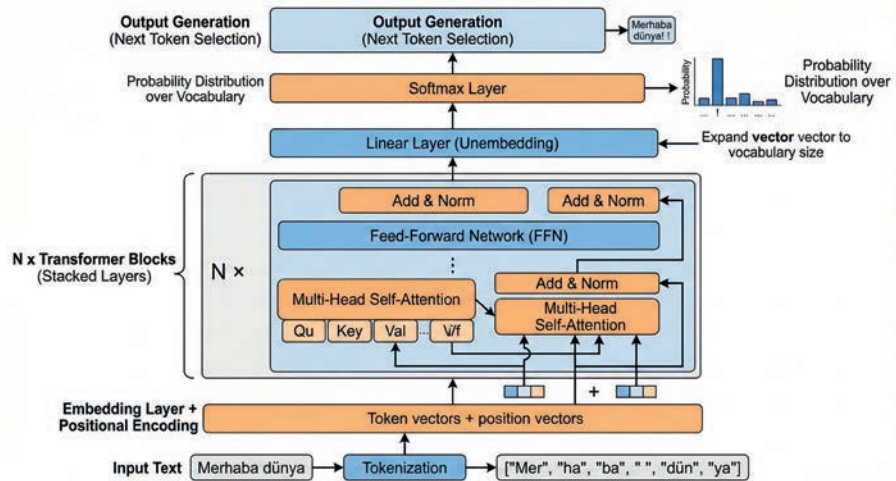 Output Generation
(Next Token Selection)
Output Generation
(Next Token Selection)
Merhaba
dünya! !
Probability Distribution
over Vocabulary
Softmax Layer
Probability
... ! ... ... ... ...
Probability
Distribution over
Vocabulary
Linear Layer (Unembedding)
Expand vector vector to
vocabulary size
N x Transformer Blocks
(Stacked Layers)
N ×
Add & Norm
Add & Norm
Feed-Forward Network (FFN)
⋮
Add & Norm
Multi-Head Self-Attention
Qu Key Val ...
Multi-Head
Self-Attention
+
Embedding Layer +
Positional Encoding
Token vectors + position vectors
Input Text
Merhaba dünya
Tokenization
["Mer", "ha", "ba", " ", "dün", "ya"]